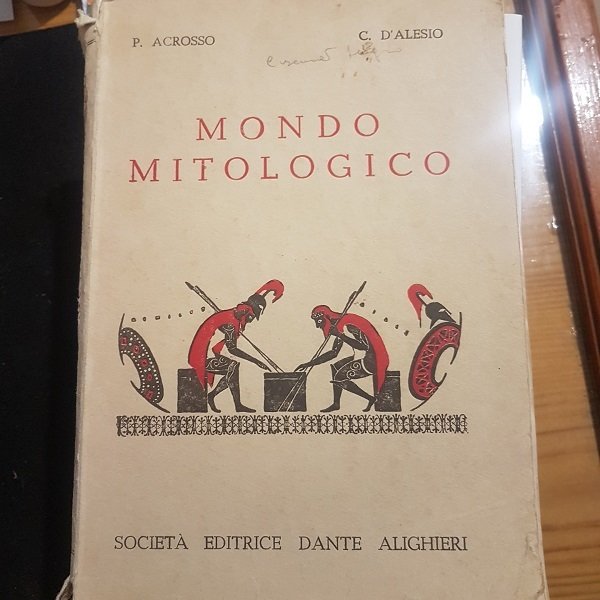 P. ACROSSO C. D'ALESIO
MONDO
MITOLOGICO
SOCIETÀ EDITRICE DANTE ALIGHIERI